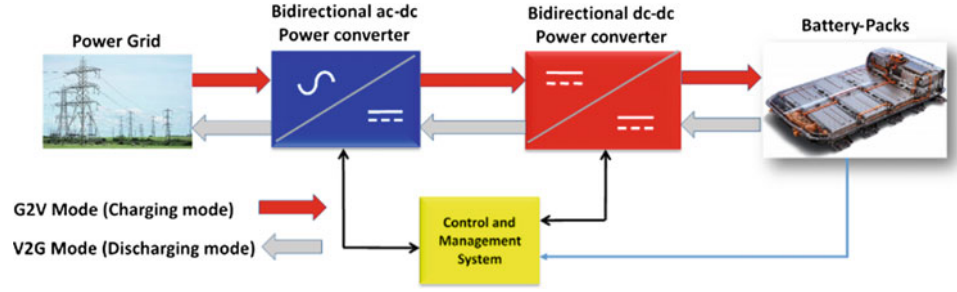 Power Grid
Bidirectional ac-dc
Power converter
Bidirectional dc-dc
Power converter
Battery-Packs
G2V Mode (Charging mode)
V2G Mode (Discharging mode)
Control and
Management
System